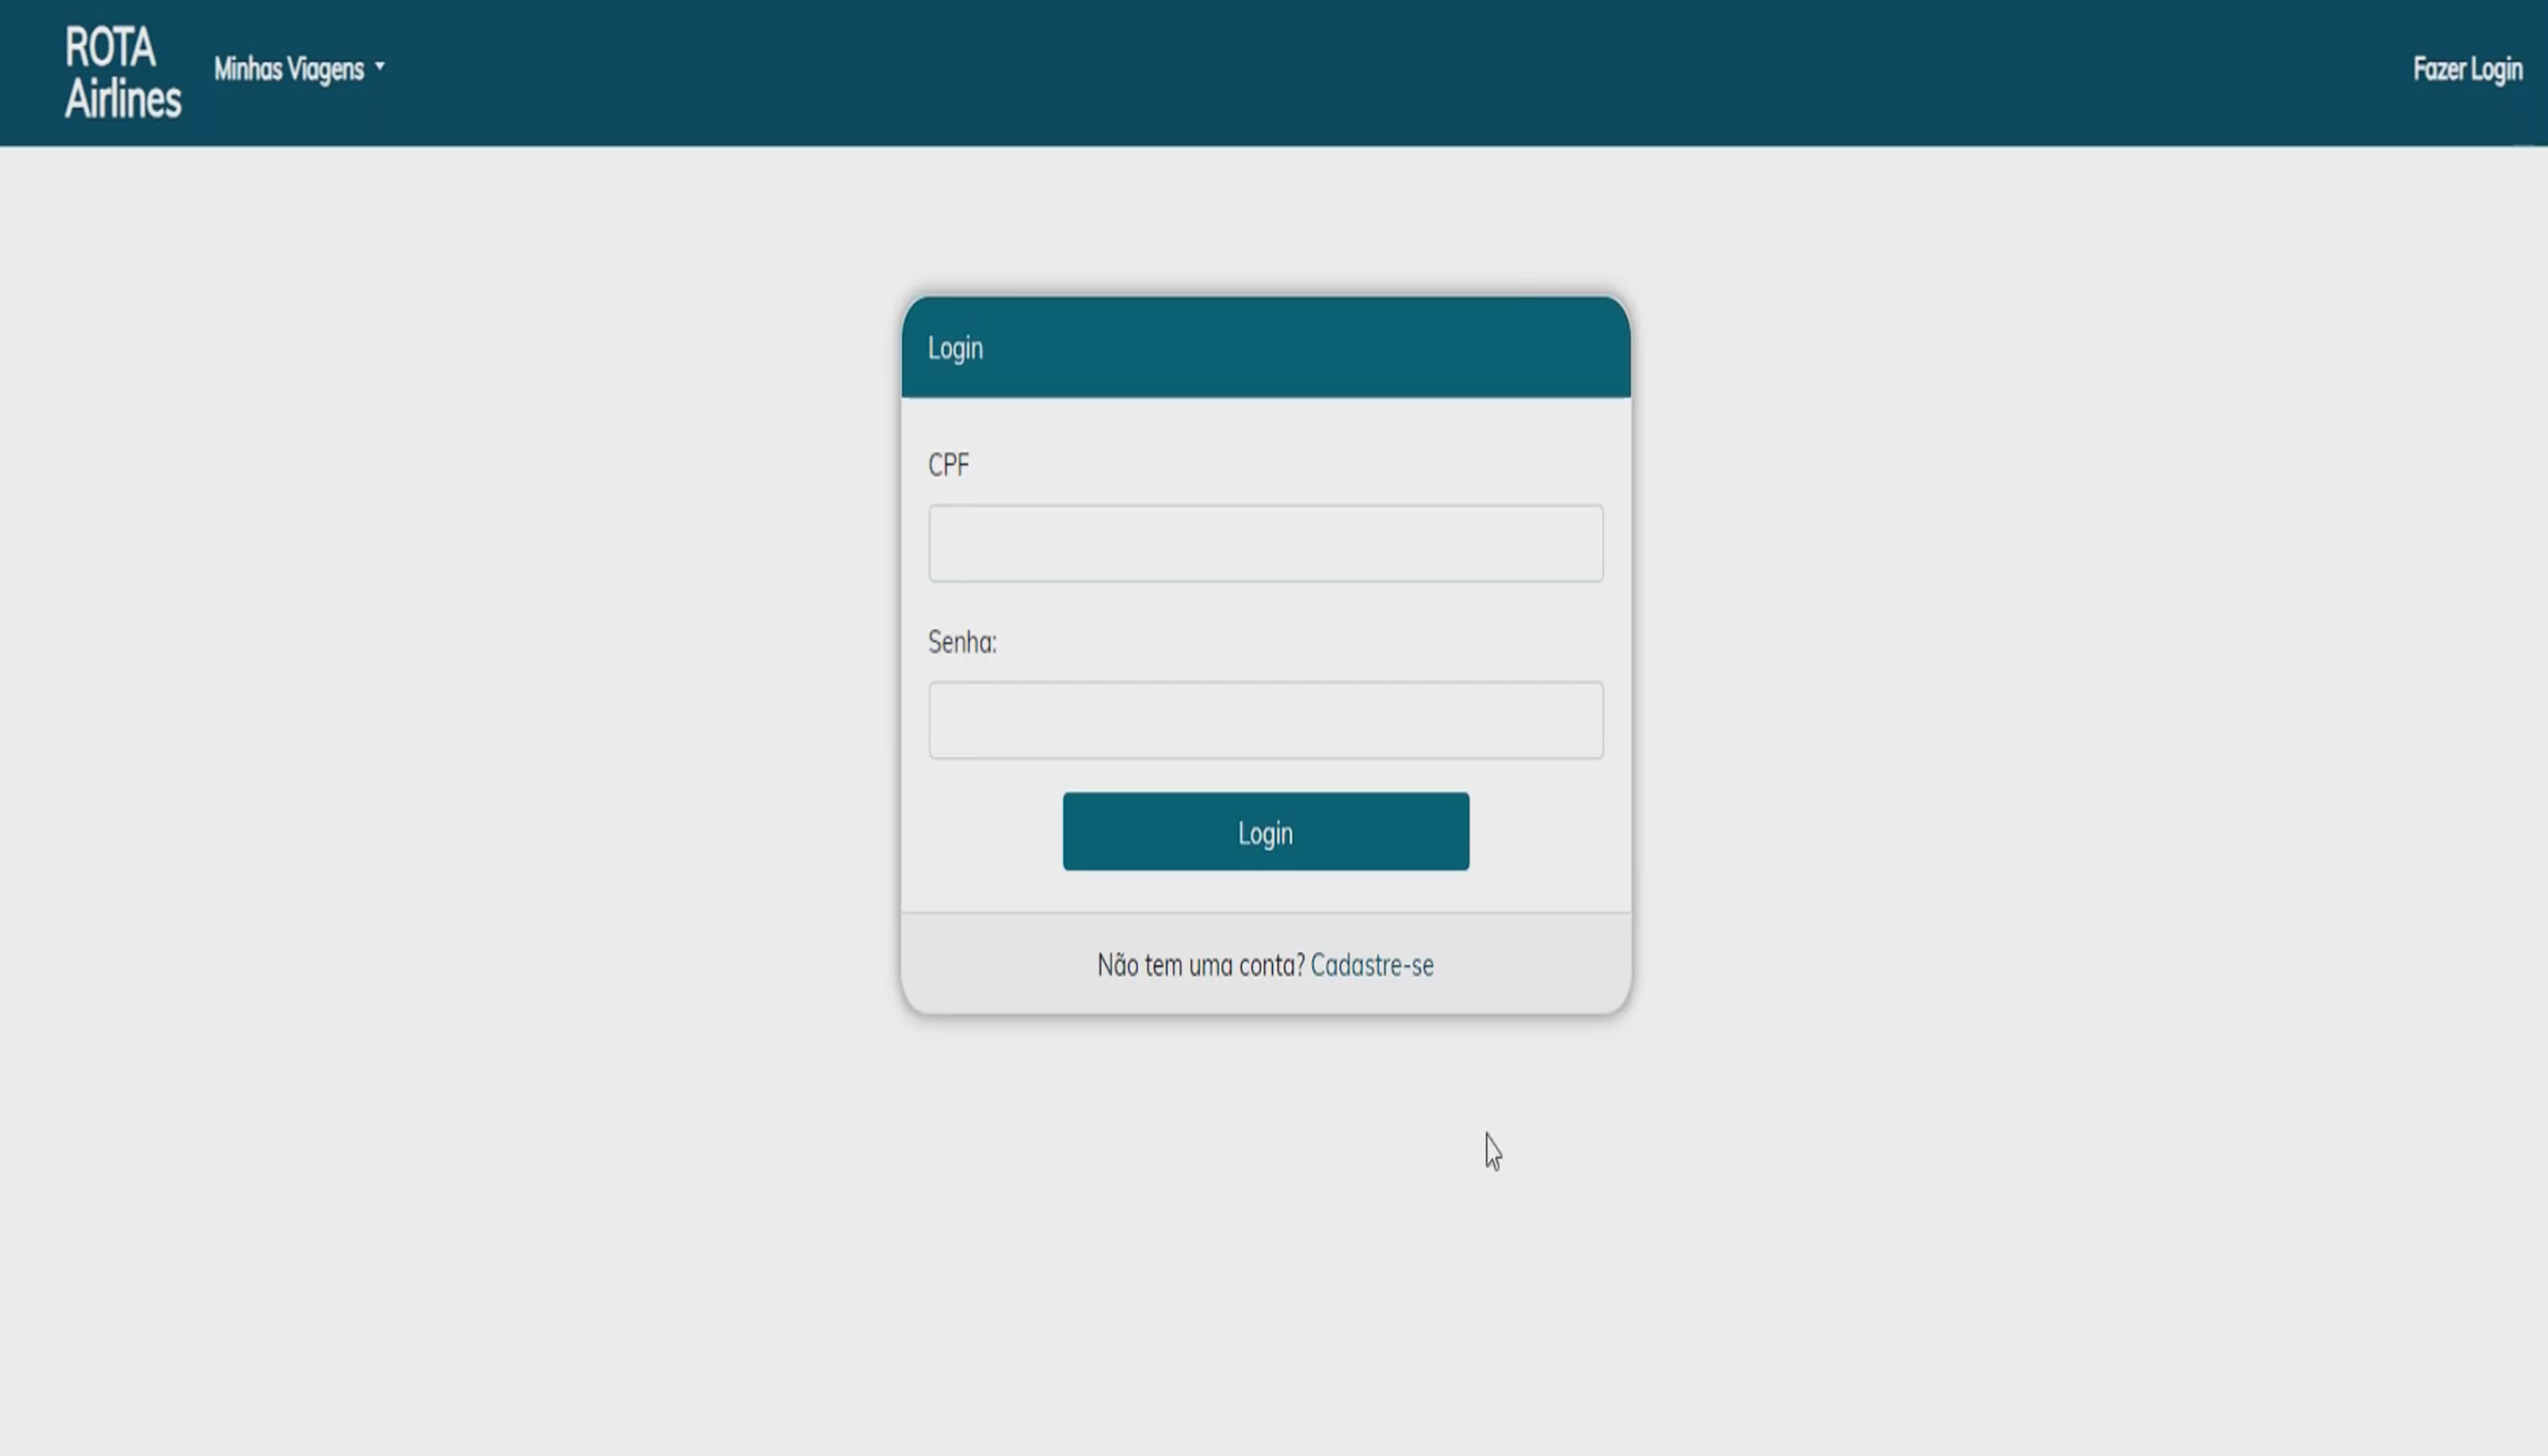 ROTA
Airlines
Minhas Viagens
Fazer Login
Login
CPF
Senha:
Login
Não tem uma conta? Cadastre-se